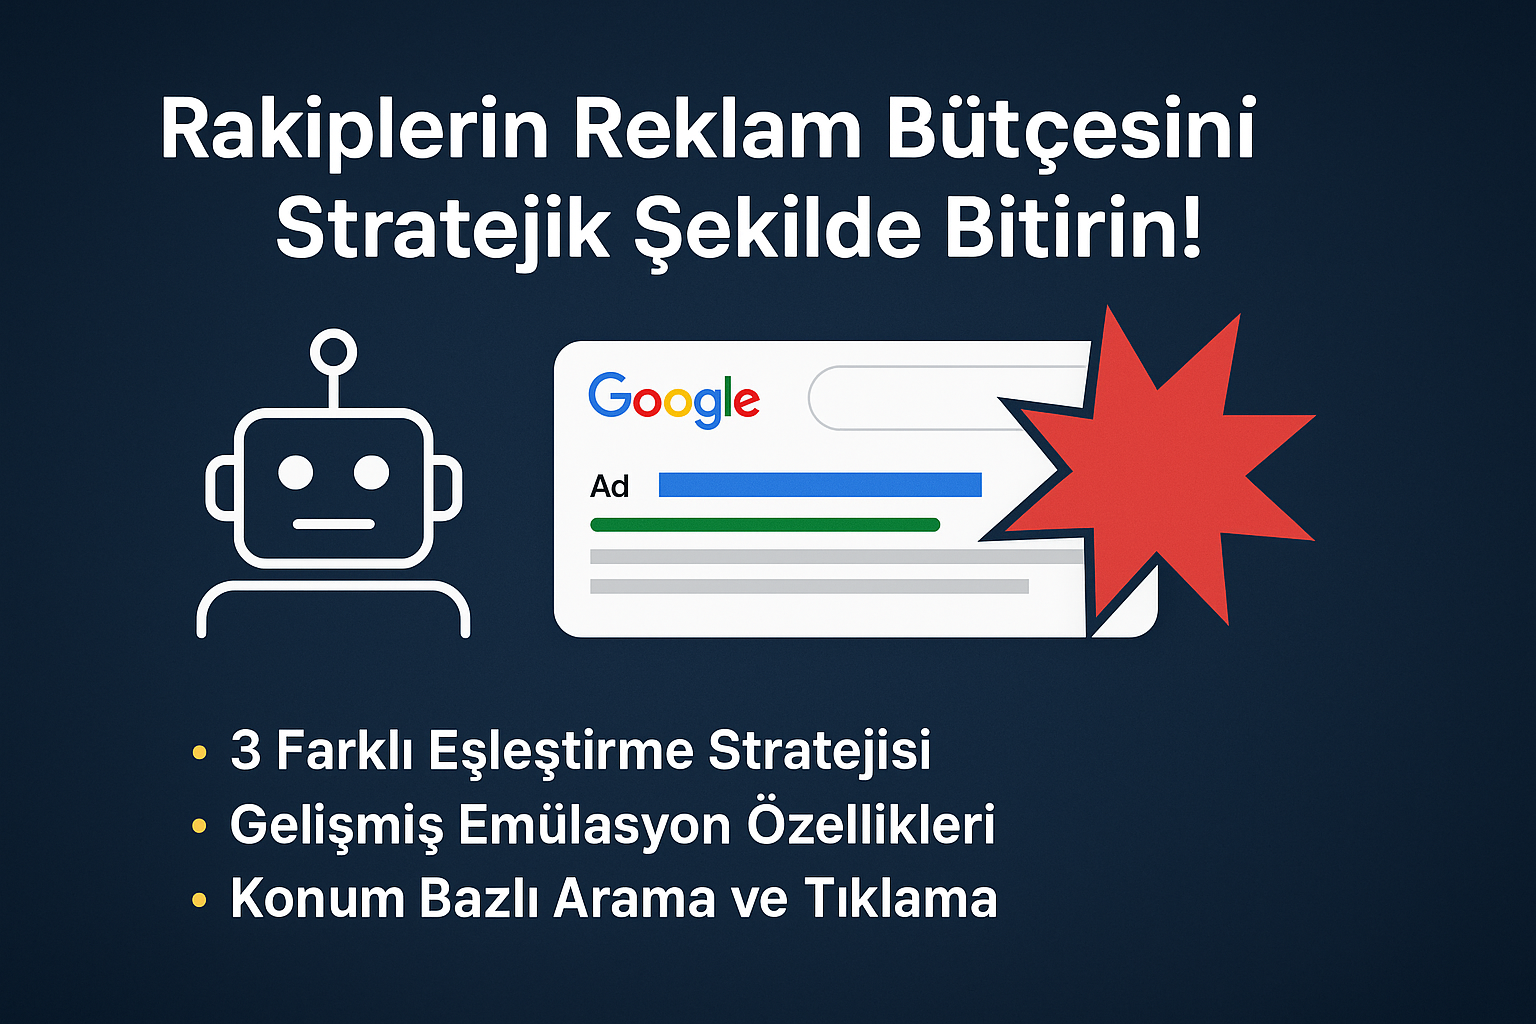 Rakiplerin Reklam Bütçesini
Stratejik Şekilde Bitirin!
Google
Ad
• 3 Farklı Eşleştirme Stratejisi
• Gelişmiş Emülasyon Özellikleri
• Konum Bazlı Arama ve Tıklama